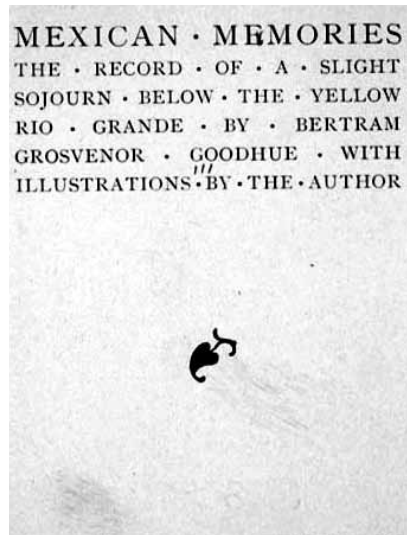 MEXICAN · MEMORIES
THE · RECORD · OF · A · SLIGHT
SOJOURN · BELOW · THE · YELLOW
RIO · GRANDE · BY · BERTRAM
GROSVENOR · GOODHUE · WITH
ILLUSTRATIONS · BY · THE · AUTHOR